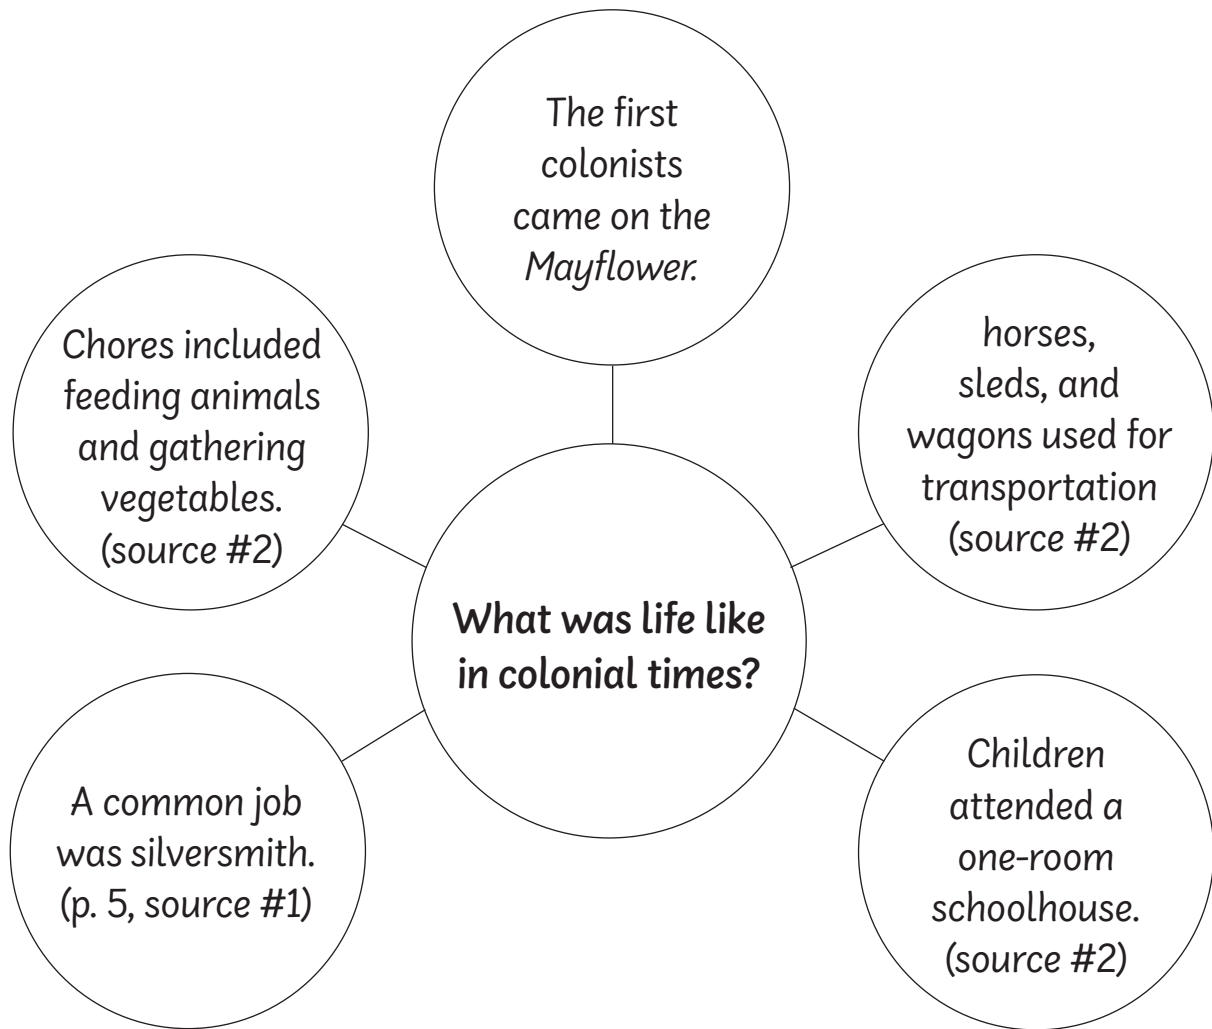 The first
colonists
came on the
Mayflower.
Chores included
feeding animals
and gathering
vegetables.
(source #2)
horses,
sleds, and
wagons used for
transportation
(source #2)
What was life like
in colonial times?
A common job
was silversmith.
(p. 5, source #1)
Children
attended a
one-room
schoolhouse.
(source #2)